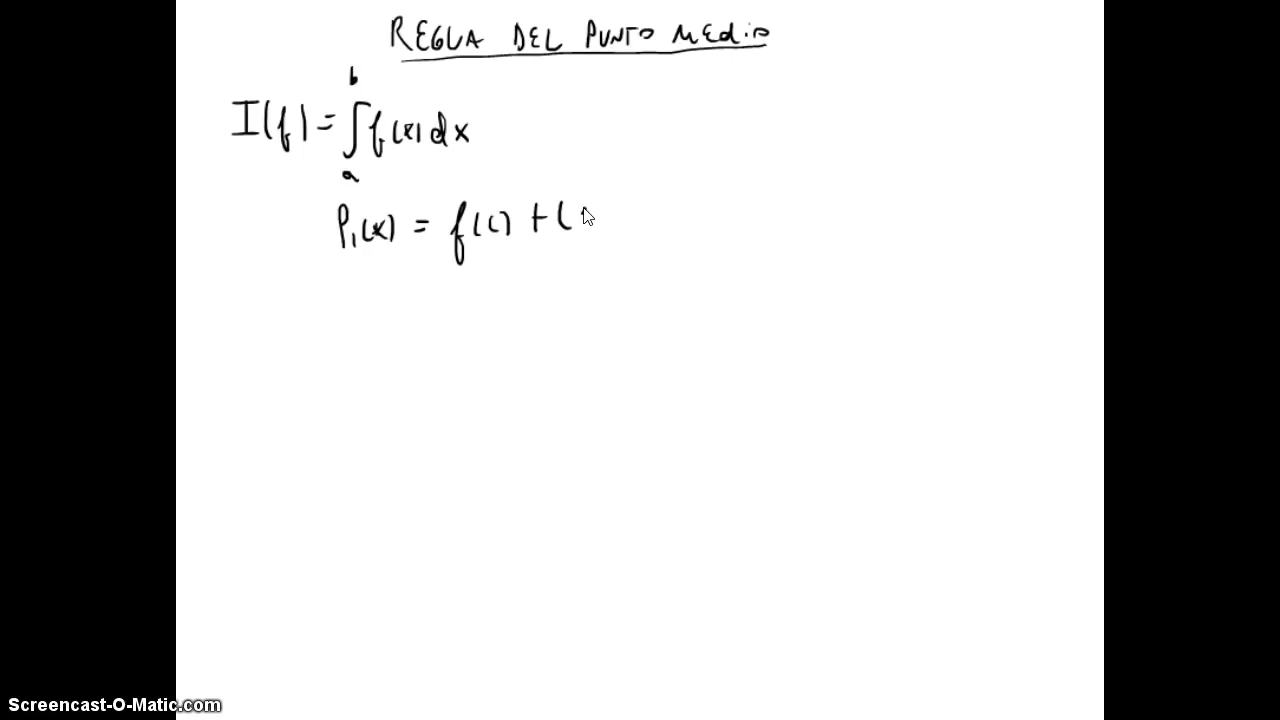 REGLA DEL PUNTO MEDIO
b
I(f) = ∫ f(x) dx
a
P₁(x) = f(c) + (
Screencast-O-Matic.com